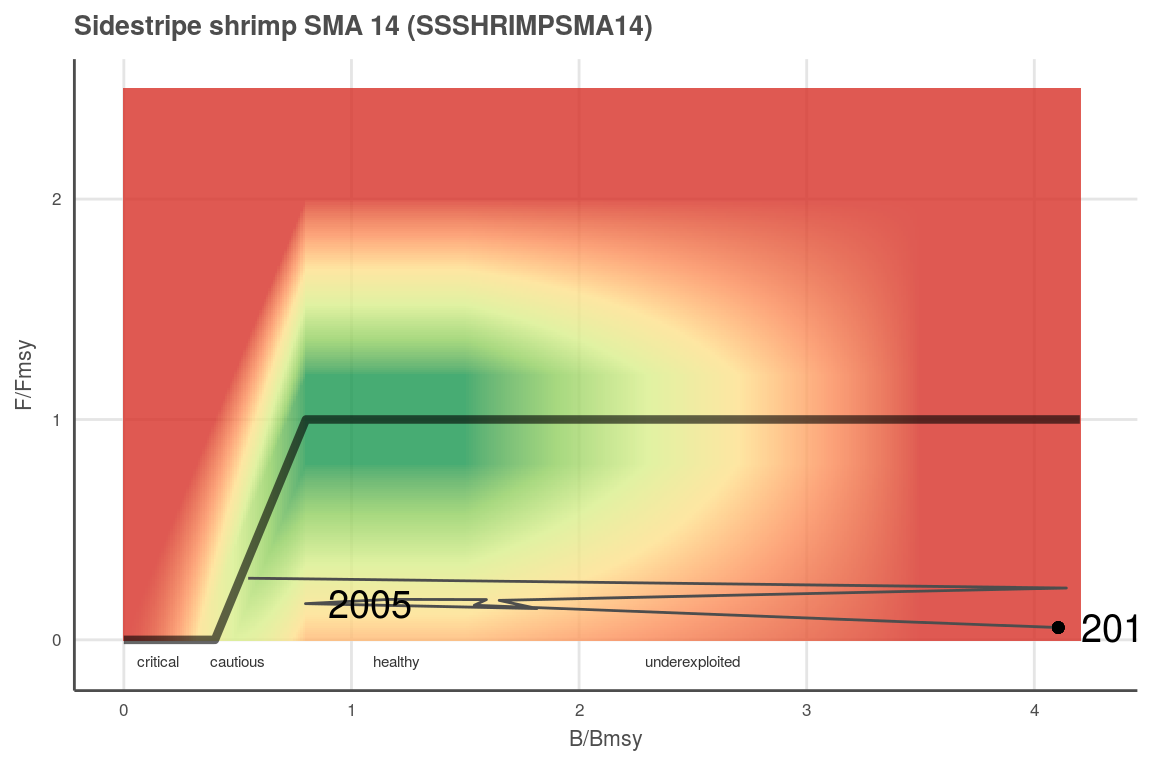 Sidestripe shrimp SMA 14 (SSSHRIMPSMA14)
F/Fmsy
2
1
0
2005
201
critical cautious healthy underexploited
0 1 2 3 4
B/Bmsy